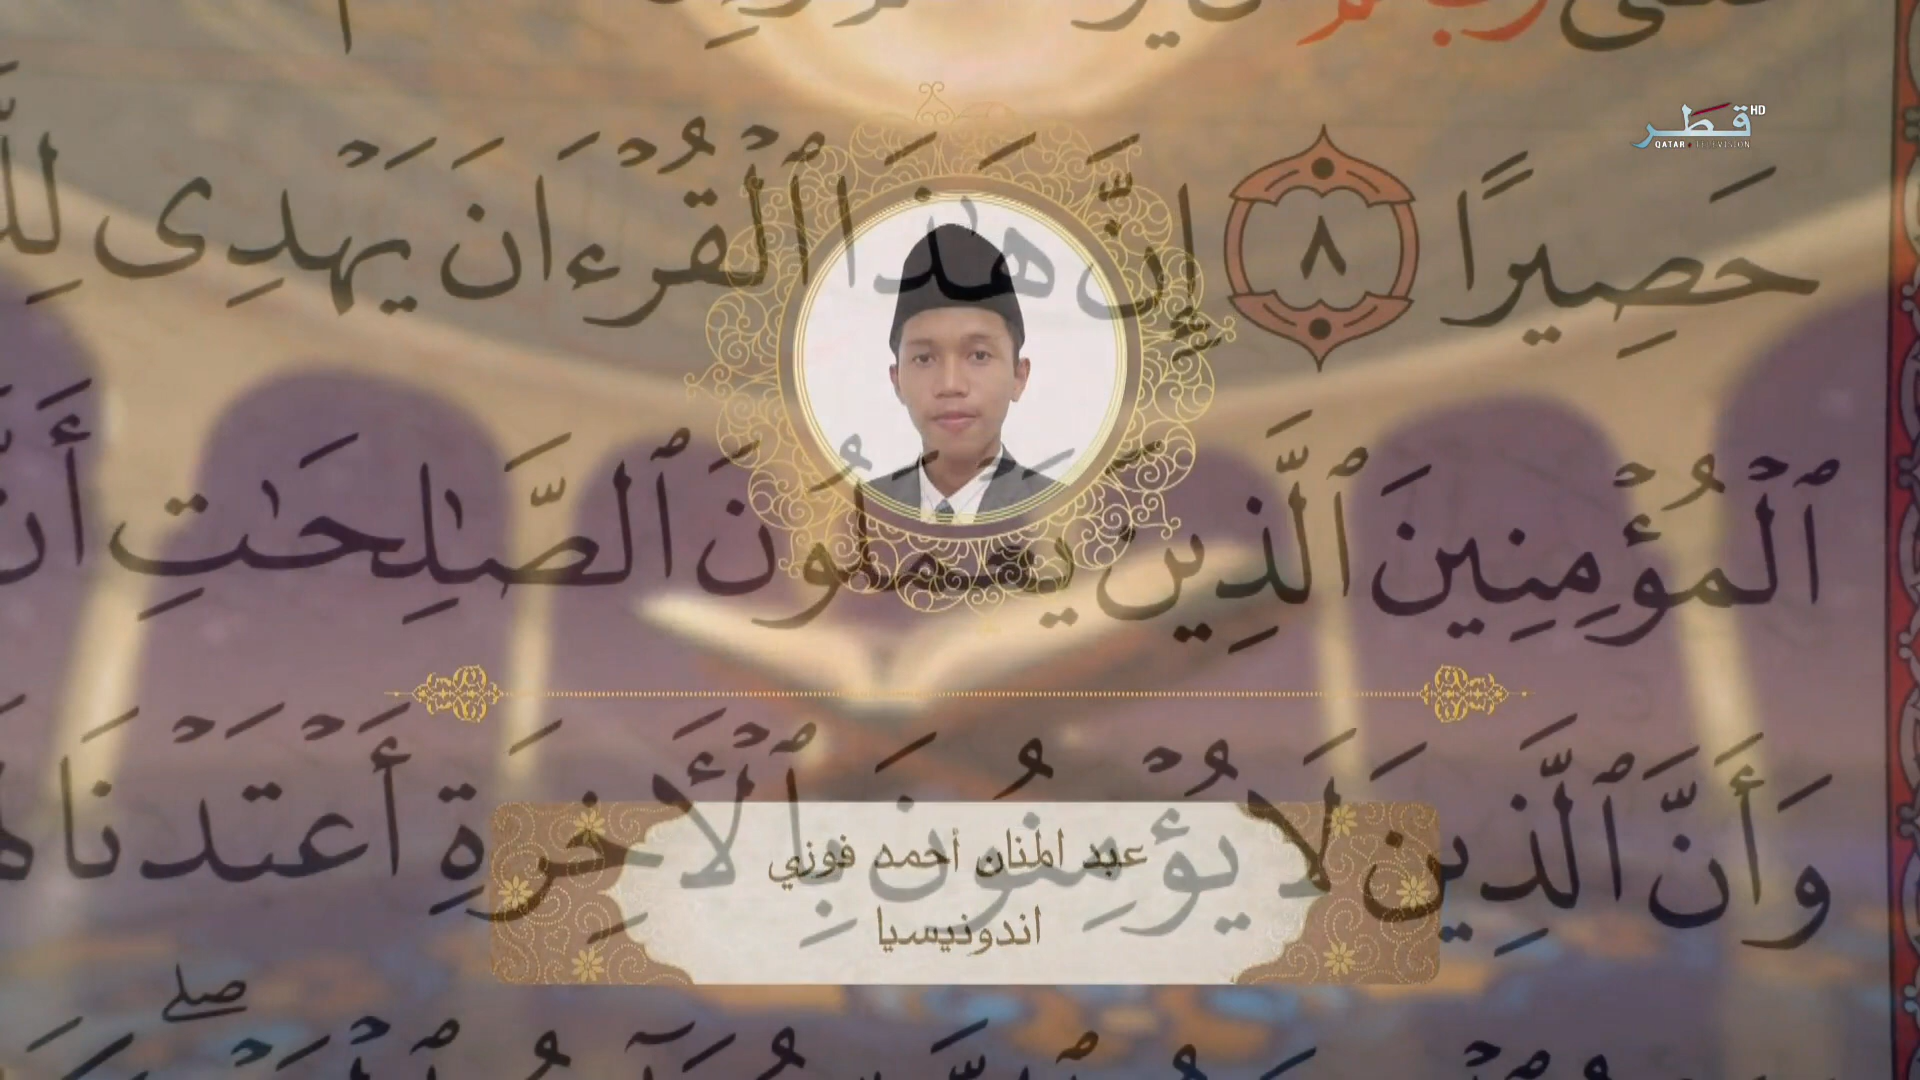 قطر HD
QATAR TELEVISION
حَصِيرًا ٨ إِنَّ هَٰذَا ٱلْقُرْءَانَ يَهْدِى
ٱلْمُؤْمِنِينَ ٱلَّذِينَ يَعْمَلُونَ ٱلصَّٰلِحَٰتِ
وَأَنَّ ٱلَّذِينَ لَا يُؤْمِنُونَ بِٱلْأَخِرَةِ أَعْتَدْنَا
عبد المنان أحمد فوزي
اندونيسيا
صلے